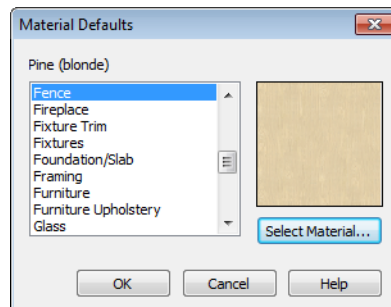 Material Defaults
Pine (blonde)
Fence
Fireplace
Fixture Trim
Fixtures
Foundation/Slab
Framing
Furniture
Furniture Upholstery
Glass
Select Material...
OK
Cancel
Help